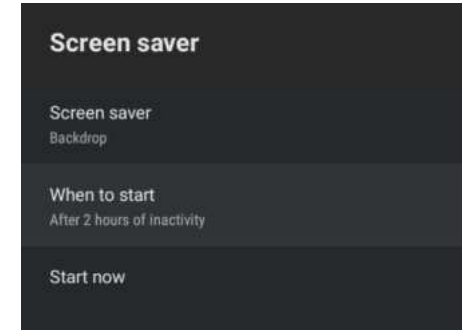 Screen saver
Screen saver
Backdrop
When to start
After 2 hours of inactivity
Start now